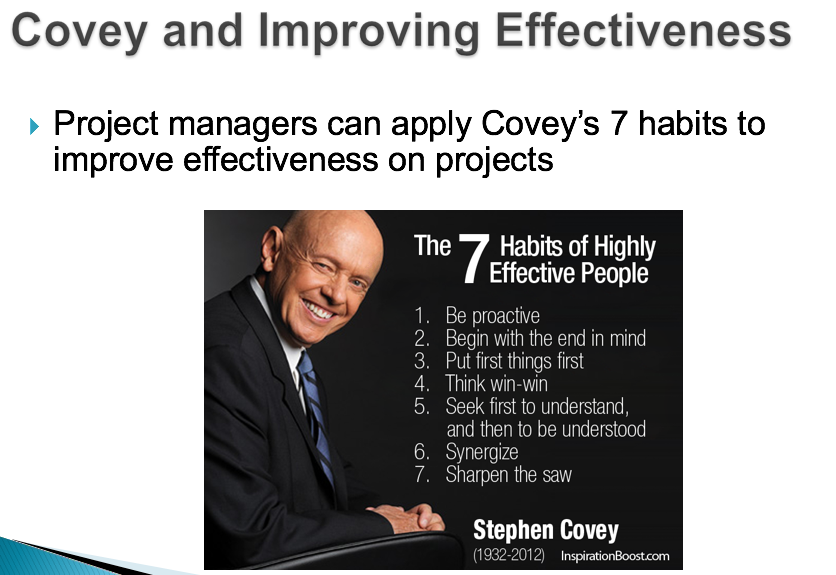 Covey and Improving Effectiveness
Project managers can apply Covey’s 7 habits to
improve effectiveness on projects
The 7 Habits of Highly
Effective People
1. Be proactive
2. Begin with the end in mind
3. Put first things first
4. Think win-win
5. Seek first to understand,
and then to be understood
6. Synergize
7. Sharpen the saw
Stephen Covey
(1932-2012) InspirationBoost.com